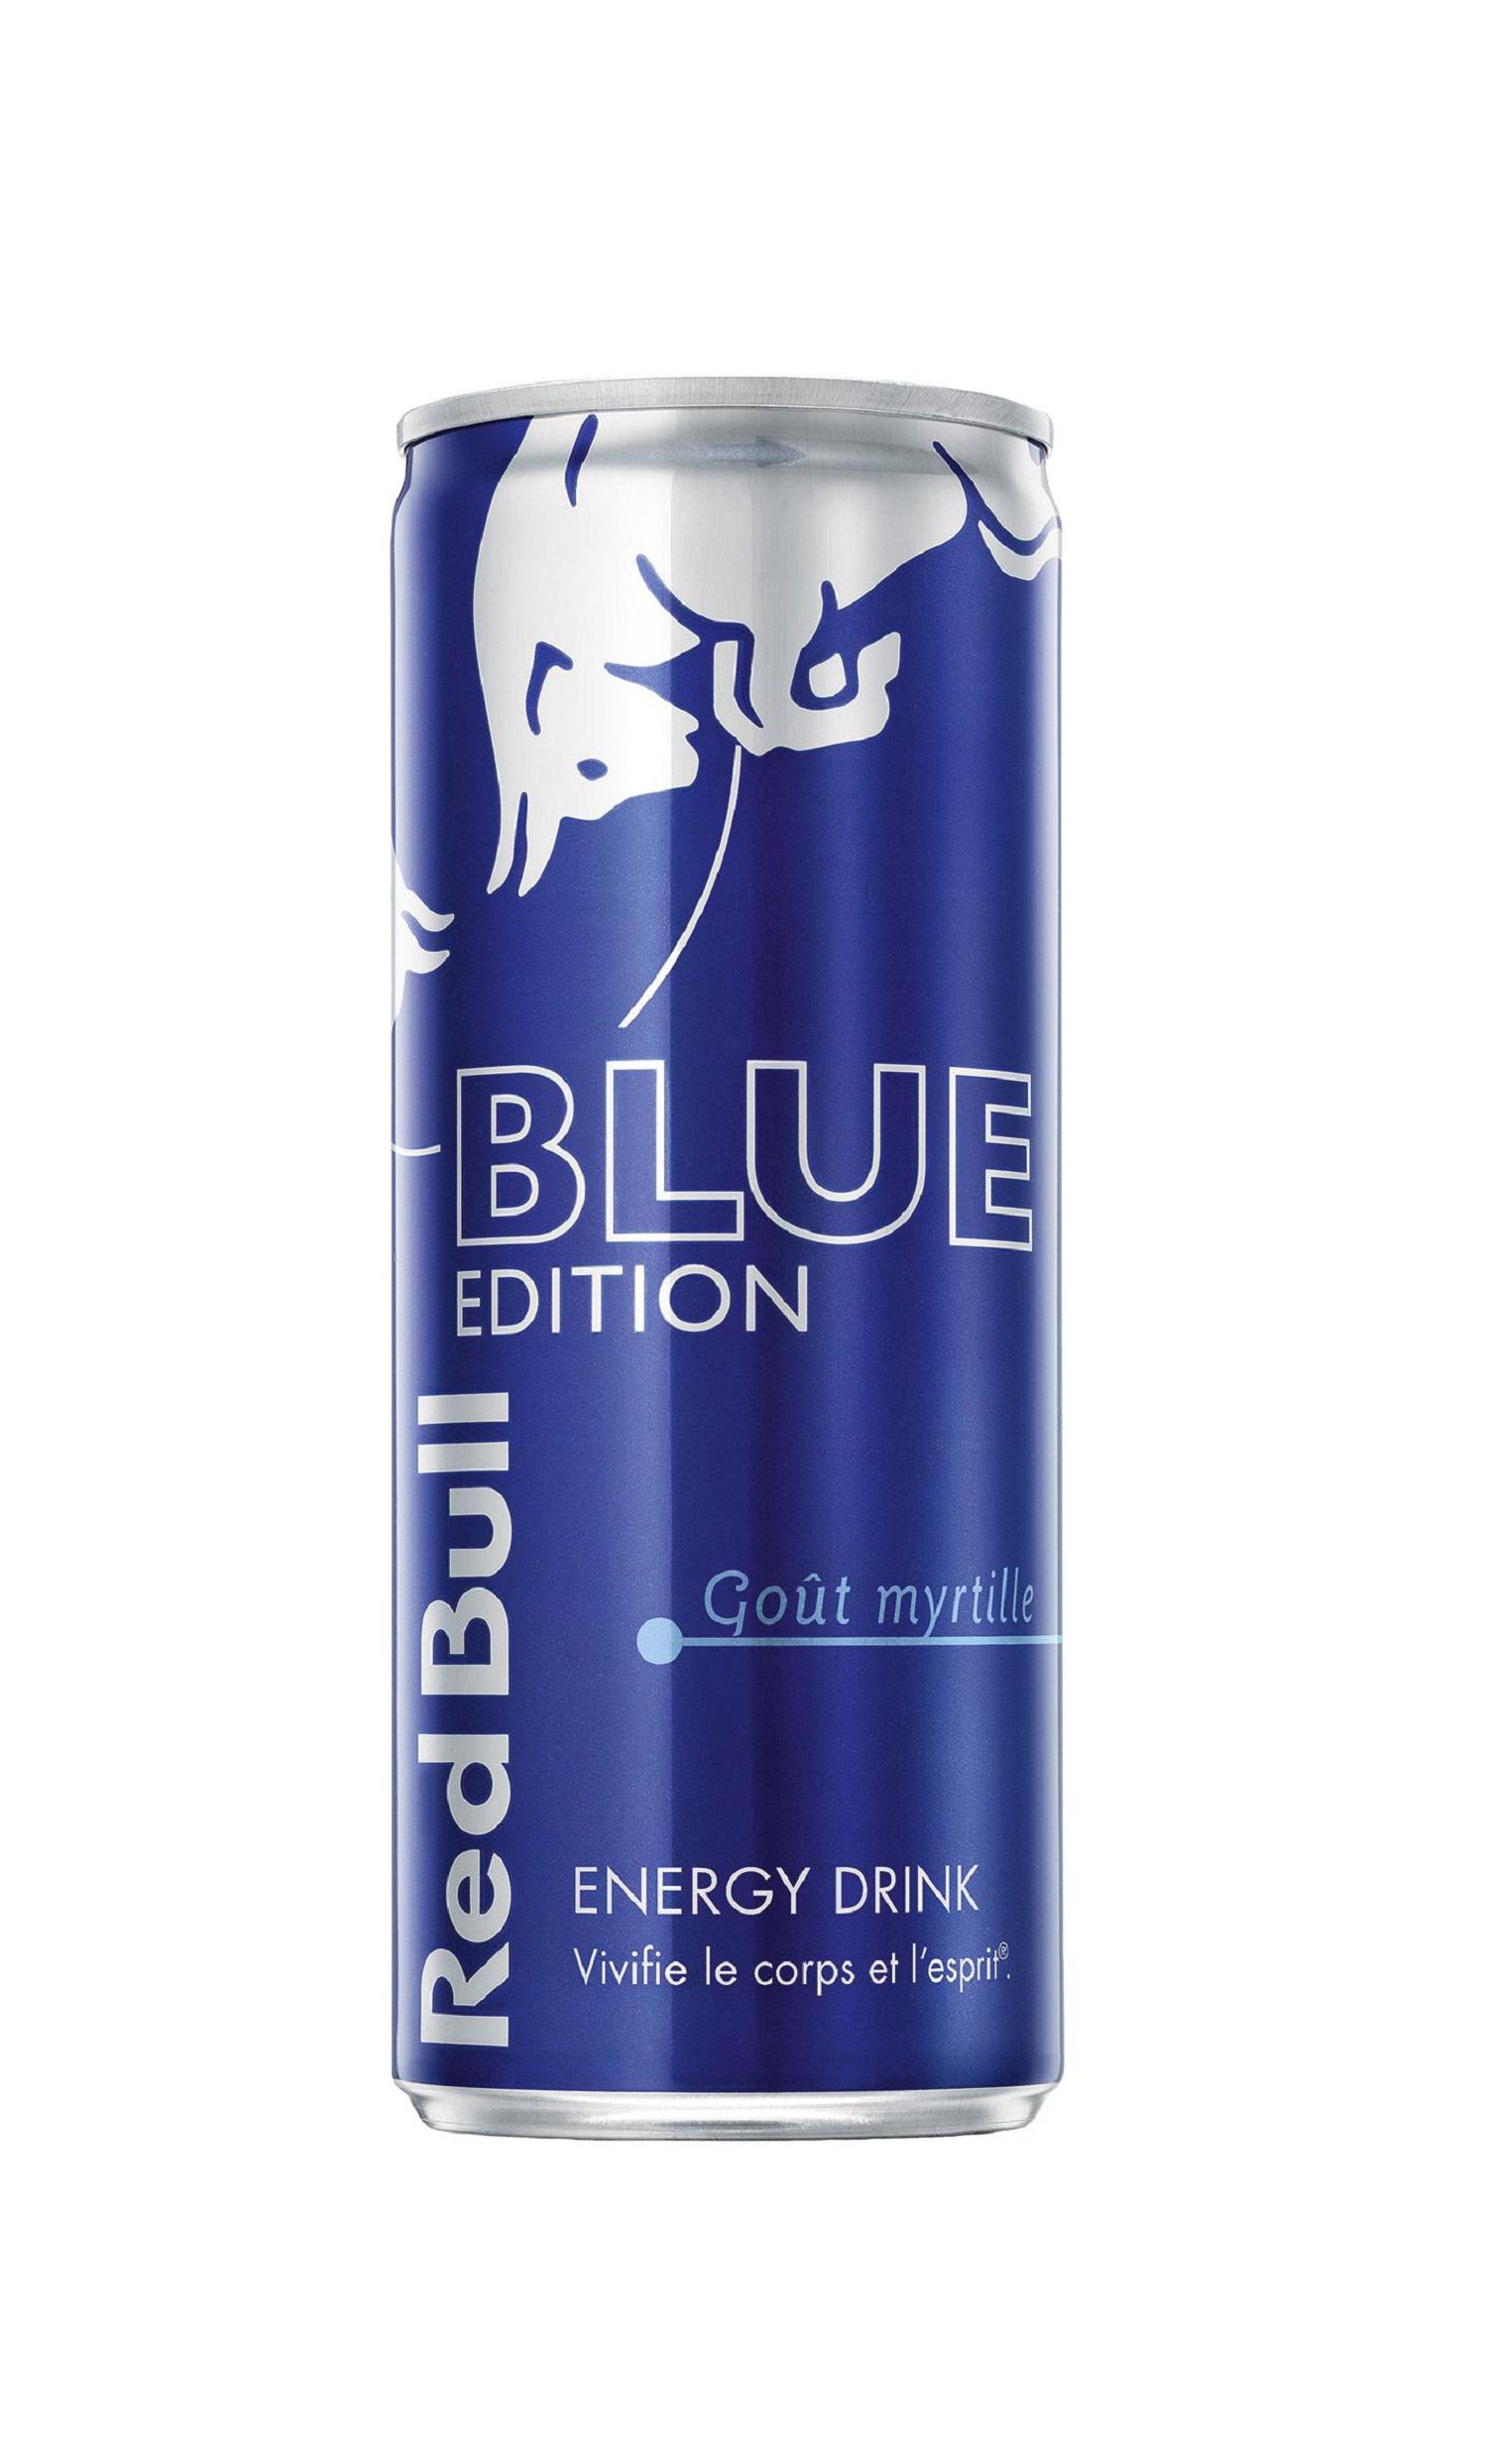 BLUE
EDITION
Red Bull
Goût myrtille
ENERGY DRINK
Vivifie le corps et l'esprit®.